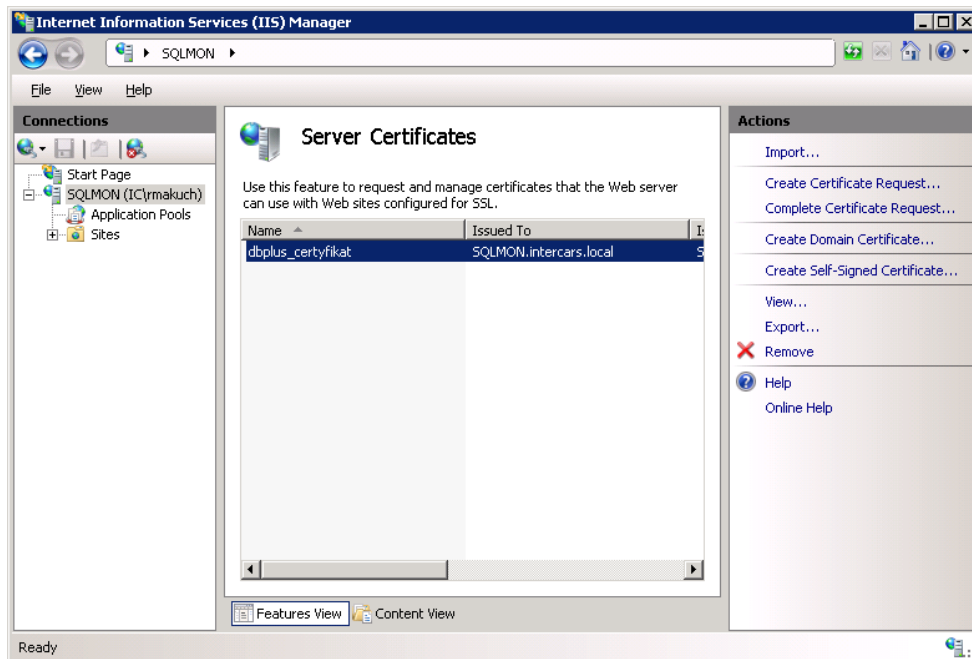 Internet Information Services (IIS) Manager
SQLMON
File View Help
Connections
Start Page
SQLMON (IC\rmakuch)
Application Pools
Sites
Server Certificates
Use this feature to request and manage certificates that the Web server
can use with Web sites configured for SSL.
Name Issued To
dbplus_certyfikat SQLMON.intercars.local
Features View Content View
Actions
Import...
Create Certificate Request...
Complete Certificate Request...
Create Domain Certificate...
Create Self-Signed Certificate...
View...
Export...
Remove
Help
Online Help
Ready